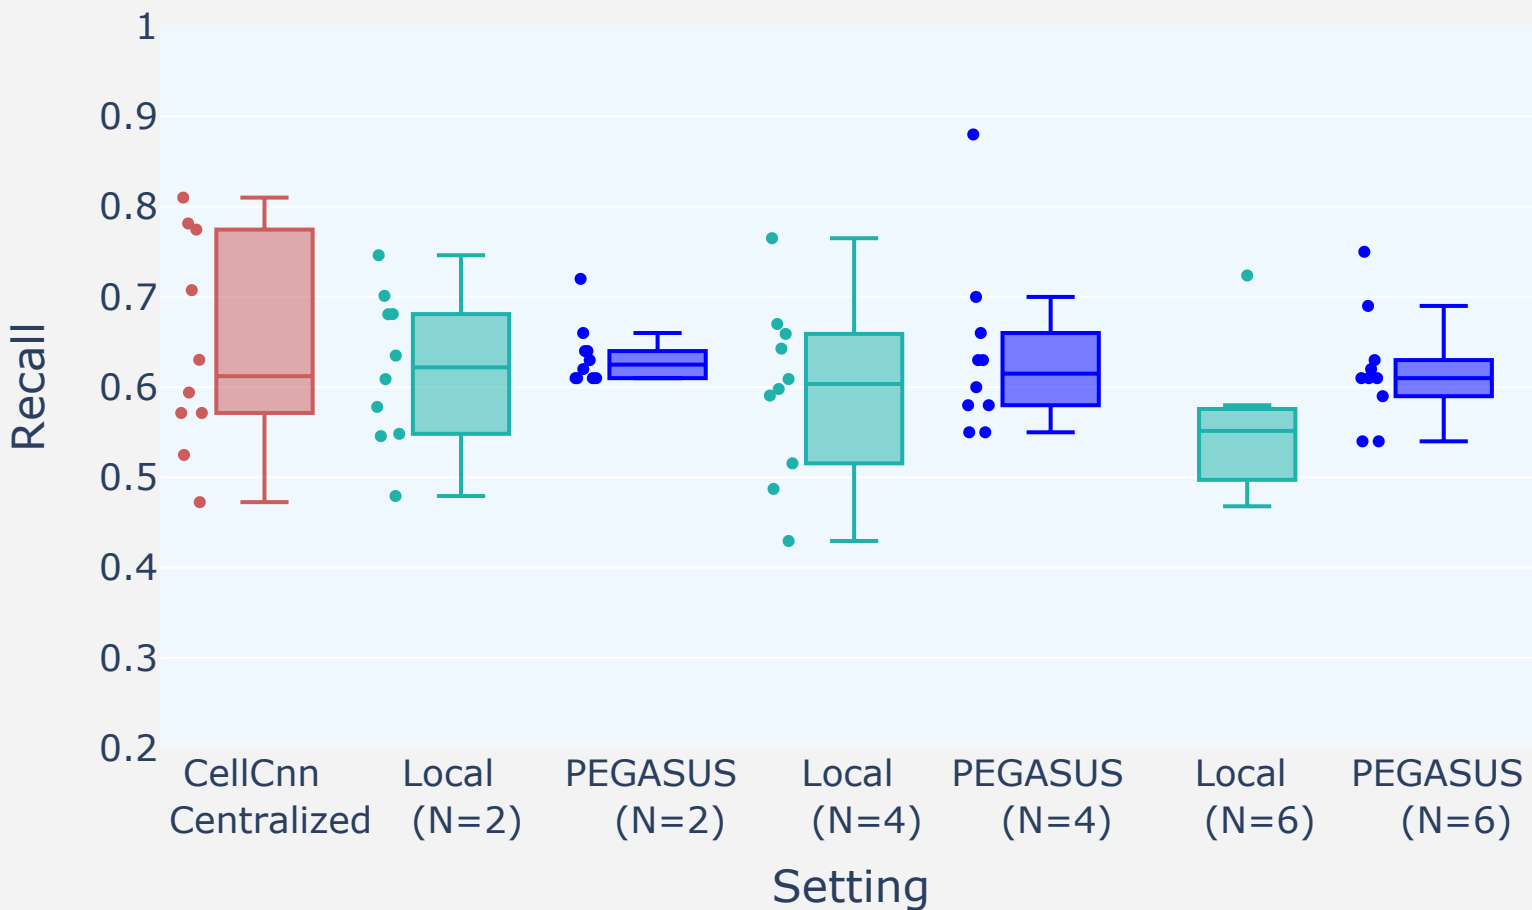 1
0.9
0.8
0.7
0.6
0.5
0.4
0.3
0.2
Recall
CellCnn Centralized
Local (N=2)
PEGASUS (N=2)
Local (N=4)
PEGASUS (N=4)
Local (N=6)
PEGASUS (N=6)
Setting